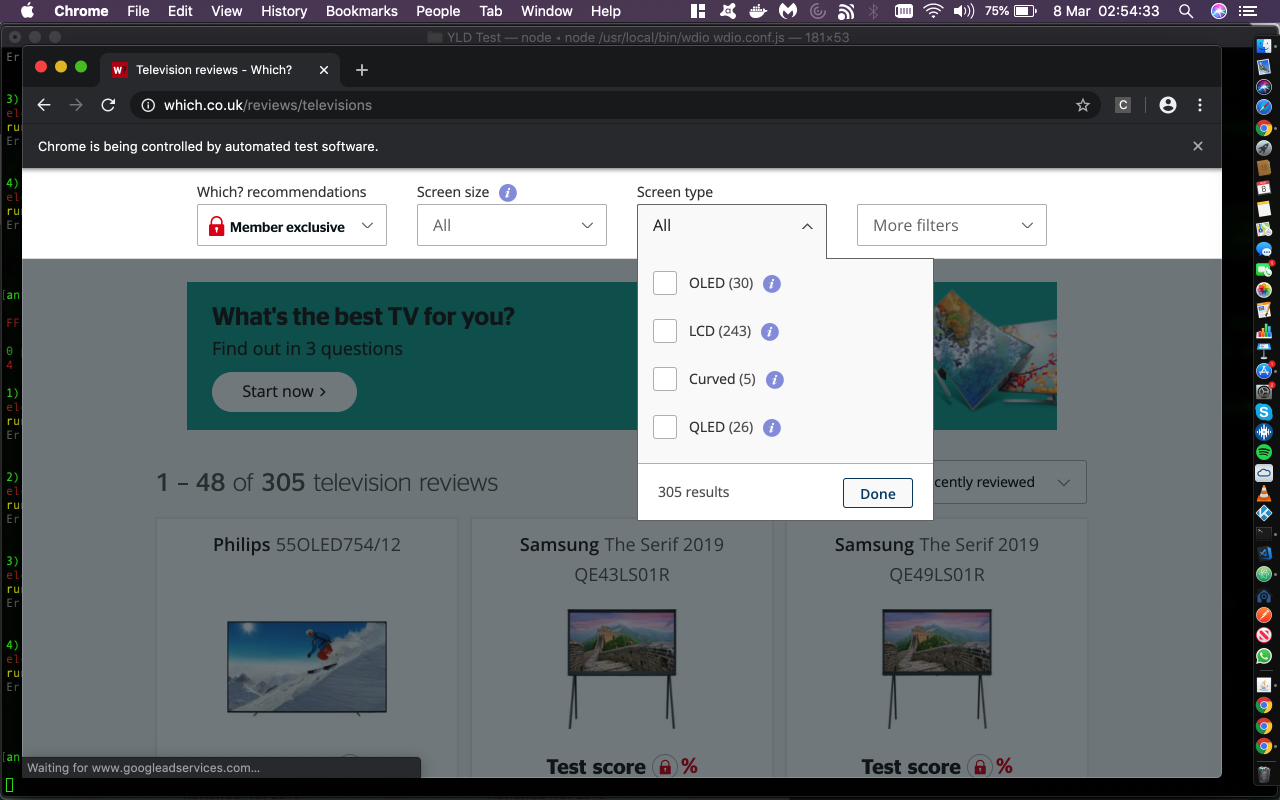 Chrome File Edit View History Bookmarks People Tab Window Help 75% 8 Mar 02:54:33
YLD Test — node • node /usr/local/bin/wdio wdio.conf.js — 181×53
Television reviews - Which?
which.co.uk/reviews/televisions
C
Chrome is being controlled by automated test software.
Which? recommendations
Member exclusive
Screen size i
All
Screen type
All
More filters
OLED (30) i
LCD (243) i
Curved (5) i
QLED (26) i
305 results
Done
What's the best TV for you?
Find out in 3 questions
Start now >
1 – 48 of 305 television reviews
cently reviewed
Philips 55OLED754/12
Samsung The Serif 2019
QE43LS01R
Samsung The Serif 2019
QE49LS01R
Test score %
Test score %
Waiting for www.googleadservices.com...
Er
3)
el
ru
Er
4)
el
ru
Er
[an
FF
0
4
1)
el
ru
Er
2)
el
ru
Er
3)
el
ru
Er
4)
el
ru
Er
[an